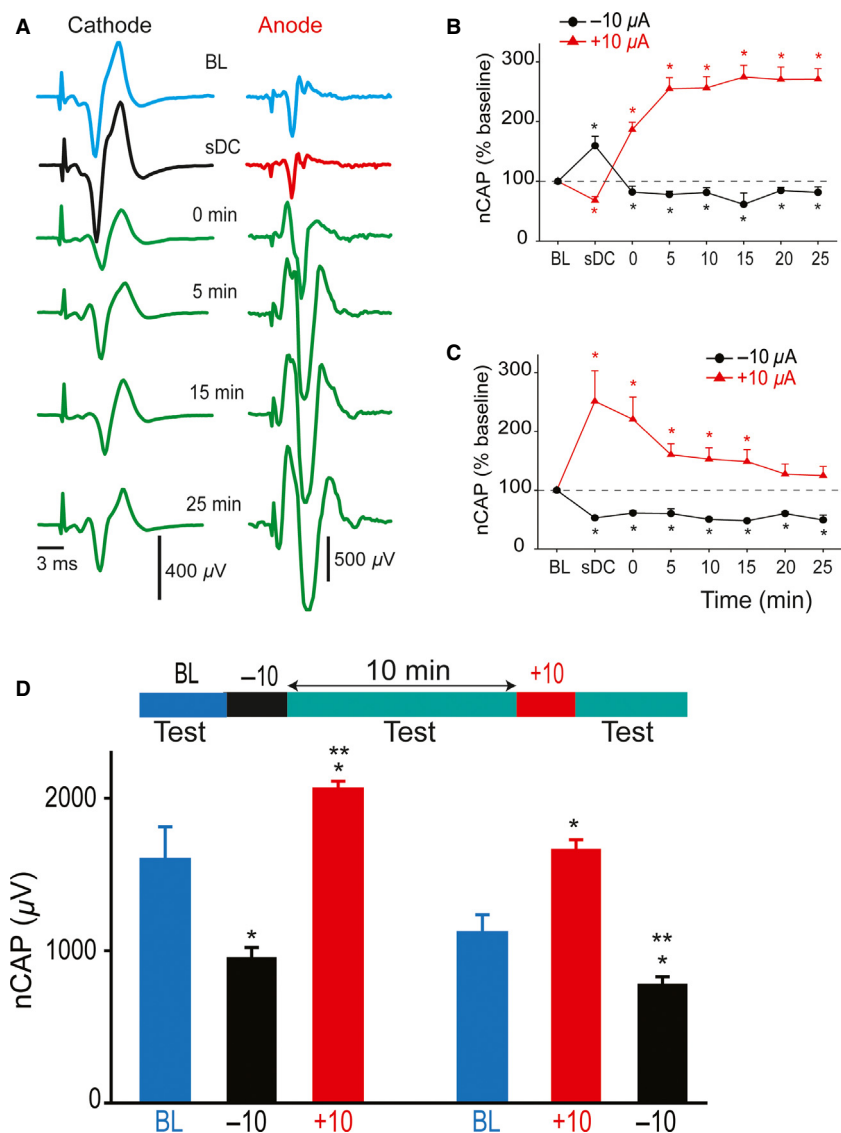 A
Cathode
Anode
BL
sDC
0 min
5 min
15 min
25 min
3 ms
400 µV
500 µV
B
–10 µA
+10 µA
nCAP (% baseline)
300
200
100
0
* * * * * * *
* * * * * * *
BL sDC 0 5 10 15 20 25
C
–10 µA
+10 µA
nCAP (% baseline)
300
200
100
0
* * * * *
* * * * * * *
BL sDC 0 5 10 15 20 25
Time (min)
D
BL –10 10 min +10
Test Test Test
nCAP (µV)
2000
1000
0
* ** * * ** *
BL –10 +10 BL +10 –10